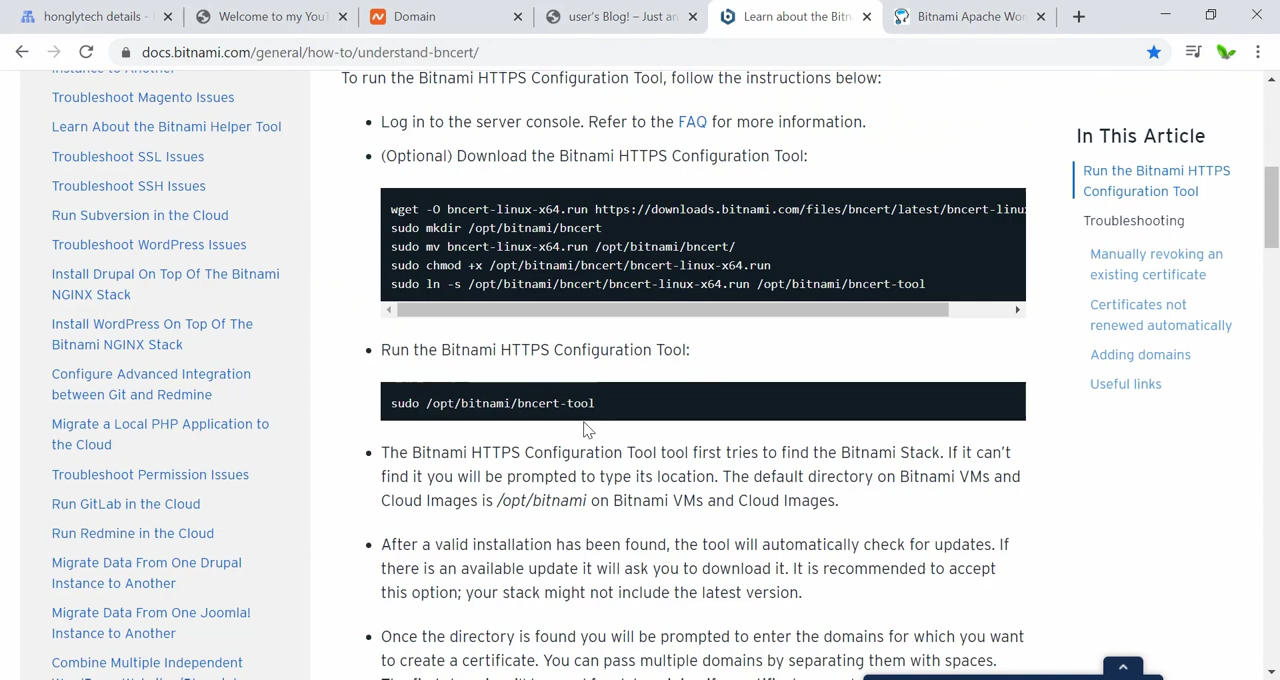 honglytech details -
Welcome to my You
Domain
user's Blog! – Just an
Learn about the Bitn
Bitnami Apache Wor
docs.bitnami.com/general/how-to/understand-bncert/
Instance to Another
Troubleshoot Magento Issues
Learn About the Bitnami Helper Tool
Troubleshoot SSL Issues
Troubleshoot SSH Issues
Run Subversion in the Cloud
Troubleshoot WordPress Issues
Install Drupal On Top Of The Bitnami
NGINX Stack
Install WordPress On Top Of The
Bitnami NGINX Stack
Configure Advanced Integration
between Git and Redmine
Migrate a Local PHP Application to
the Cloud
Troubleshoot Permission Issues
Run GitLab in the Cloud
Run Redmine in the Cloud
Migrate Data From One Drupal
Instance to Another
Migrate Data From One Joomla!
Instance to Another
Combine Multiple Independent
To run the Bitnami HTTPS Configuration Tool, follow the instructions below:
Log in to the server console. Refer to the FAQ for more information.
(Optional) Download the Bitnami HTTPS Configuration Tool:
wget -O bncert-linux-x64.run https://downloads.bitnami.com/files/bncert/latest/bncert-linux
sudo mkdir /opt/bitnami/bncert
sudo mv bncert-linux-x64.run /opt/bitnami/bncert/
sudo chmod +x /opt/bitnami/bncert/bncert-linux-x64.run
sudo ln -s /opt/bitnami/bncert/bncert-linux-x64.run /opt/bitnami/bncert-tool
Run the Bitnami HTTPS Configuration Tool:
sudo /opt/bitnami/bncert-tool
The Bitnami HTTPS Configuration Tool tool first tries to find the Bitnami Stack. If it can't
find it you will be prompted to type its location. The default directory on Bitnami VMs and
Cloud Images is /opt/bitnami on Bitnami VMs and Cloud Images.
After a valid installation has been found, the tool will automatically check for updates. If
there is an available update it will ask you to download it. It is recommended to accept
this option; your stack might not include the latest version.
Once the directory is found you will be prompted to enter the domains for which you want
to create a certificate. You can pass multiple domains by separating them with spaces.
In This Article
Run the Bitnami HTTPS
Configuration Tool
Troubleshooting
Manually revoking an
existing certificate
Certificates not
renewed automatically
Adding domains
Useful links